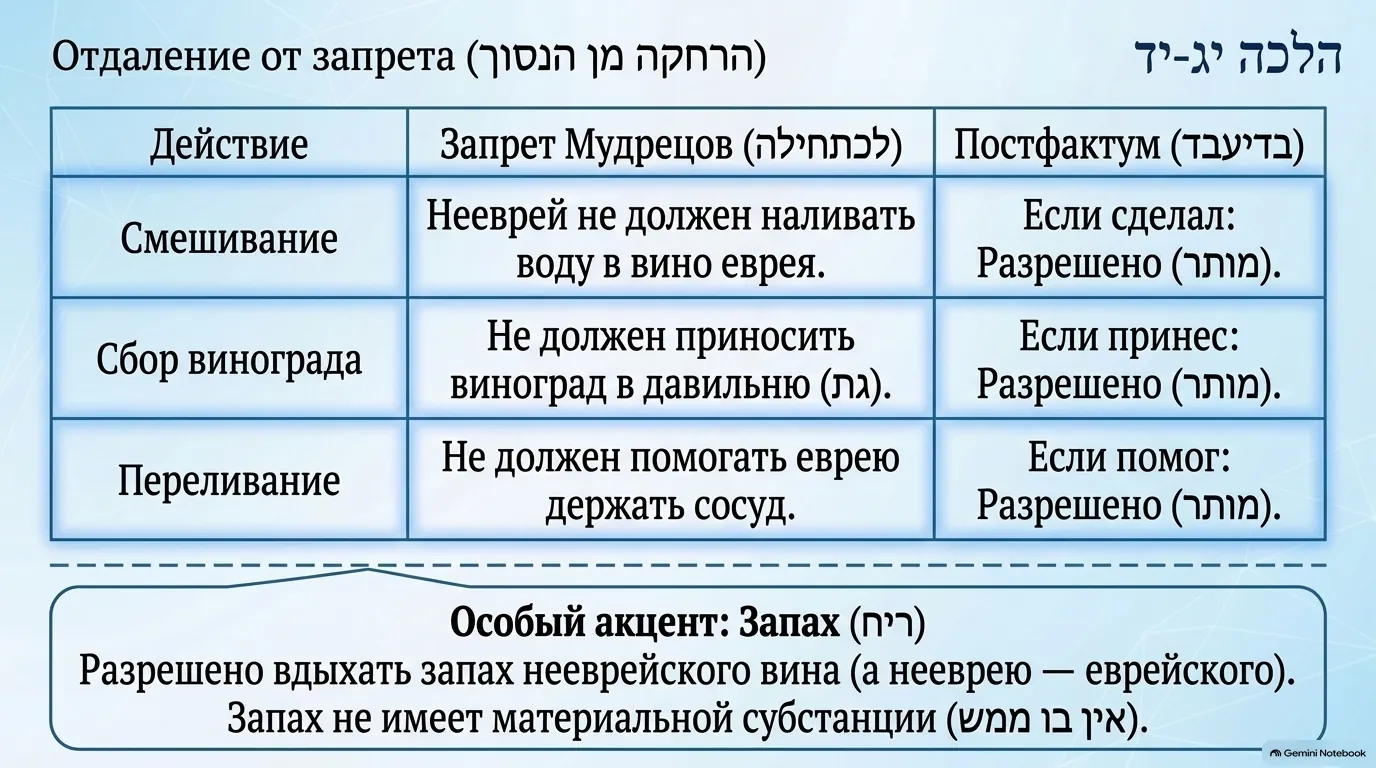 Отдаление от запрета (הרחקה מן הנסוך)
הלכה יג-יד
Действие
Запрет Мудрецов (לכתחילה)
Постфактум (בדיעבד)
Смешивание
Нееврей не должен наливать
воду в вино еврея.
Если сделал:
Разрешено (מותר).
Сбор винограда
Не должен приносить
виноград в давильню (גת).
Если принес:
Разрешено (מותר).
Переливание
Не должен помогать еврею
держать сосуд.
Если помог:
Разрешено (מותר).
Особый акцент: Запах (ריח)
Разрешено вдыхать запах нееврейского вина (а нееврею — еврейского).
Запах не имеет материальной субстанции (אין בו ממש).
Gemini Notebook